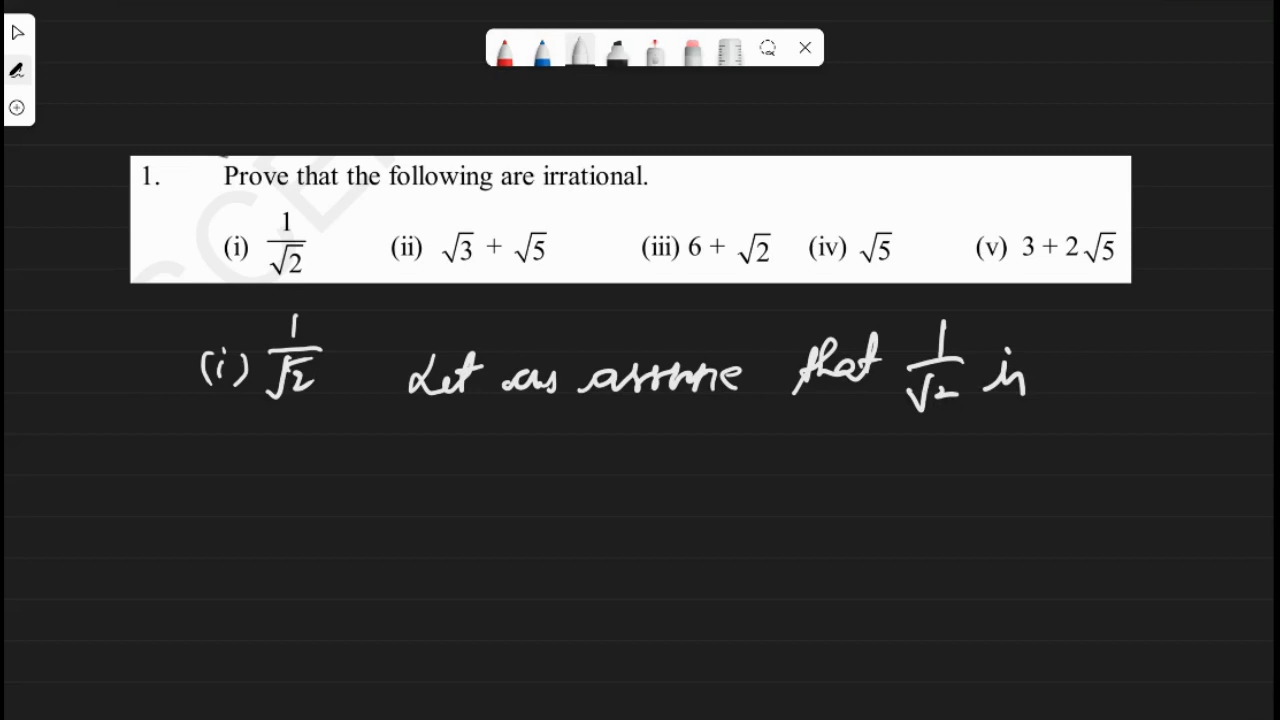 1. Prove that the following are irrational.
(i) 1/√2 (ii) √3 + √5 (iii) 6 + √2 (iv) √5 (v) 3 + 2√5
(i) 1/√2 Let us assume that 1/√2 is